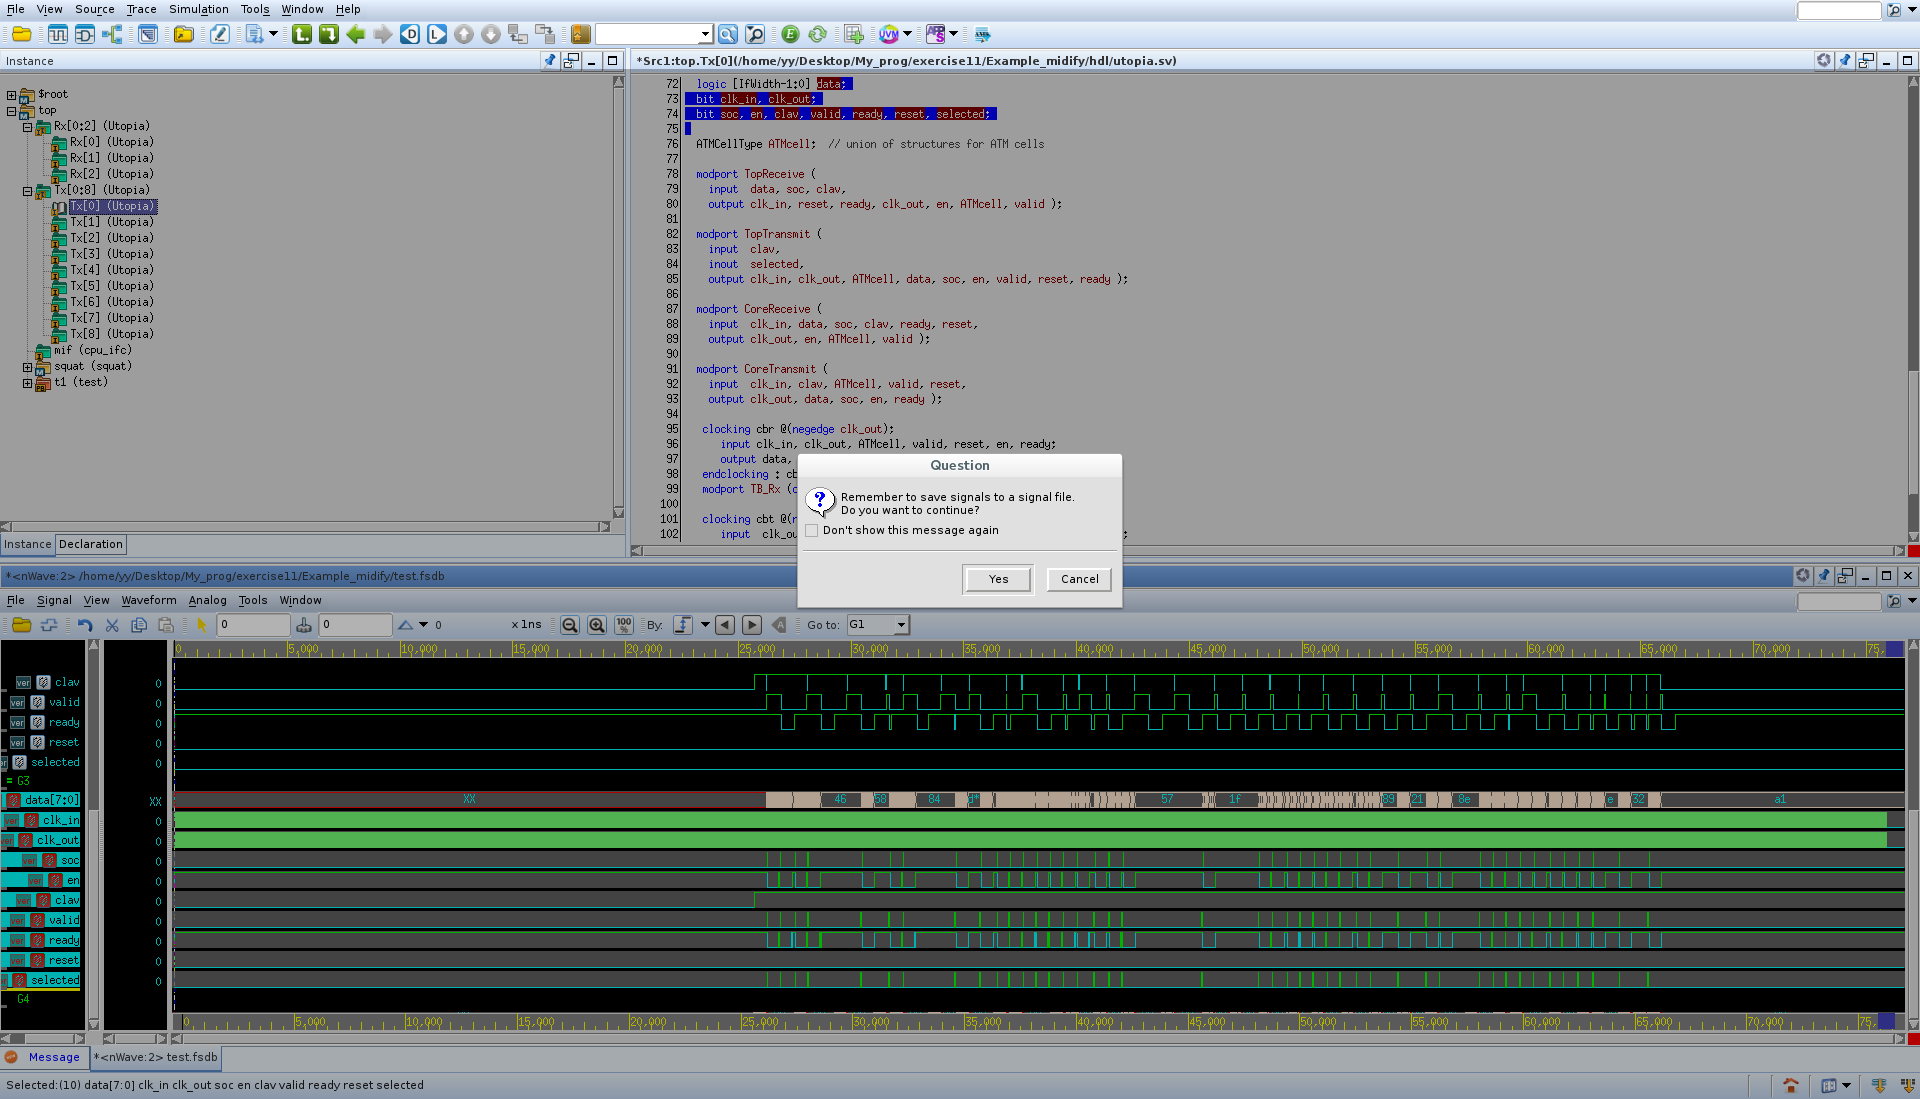 File View Source Trace Simulation Tools Window Help
Instance
$root
top
Rx[0:2] (Utopia)
Rx[0] (Utopia)
Rx[1] (Utopia)
Rx[2] (Utopia)
Tx[0:8] (Utopia)
Tx[0] (Utopia)
Tx[1] (Utopia)
Tx[2] (Utopia)
Tx[3] (Utopia)
Tx[4] (Utopia)
Tx[5] (Utopia)
Tx[6] (Utopia)
Tx[7] (Utopia)
Tx[8] (Utopia)
mif (cpu_ifc)
squat (squat)
t1 (test)
Instance Declaration
*Src1:top.Tx[0](/home/yy/Desktop/My_prog/exercise11/Example_midify/hdl/utopia.sv)
72 logic [IfWidth-1:0] data;
73 bit clk_in, clk_out;
74 bit soc, en, clav, valid, ready, reset, selected;
75
76 ATMCellType ATMcell; // union of structures for ATM cells
77
78 modport TopReceive (
79 input data, soc, clav,
80 output clk_in, reset, ready, clk_out, en, ATMcell, valid );
81
82 modport TopTransmit (
83 input clav,
84 inout selected,
85 output clk_in, clk_out, ATMcell, data, soc, en, valid, reset, ready );
86
87 modport CoreReceive (
88 input clk_in, data, soc, clav, ready, reset,
89 output clk_out, en, ATMcell, valid );
90
91 modport CoreTransmit (
92 input clk_in, clav, ATMcell, valid, reset,
93 output clk_out, data, soc, en, ready );
94
95 clocking cbr @(negedge clk_out);
96 input clk_in, clk_out, ATMcell, valid, reset, en, ready;
97 output data,
98 endclocking : cb
99 modport TB_Rx (c
100
101 clocking cbt @(n
102 input clk_ou ;
Question
Remember to save signals to a signal file.
Do you want to continue?
Don't show this message again
Yes Cancel
*<nWave:2> /home/yy/Desktop/My_prog/exercise11/Example_midify/test.fsdb
File Signal View Waveform Analog Tools Window
0 0 0 x 1ns 100% By: Go to: G1
0 5,000 10,000 15,000 20,000 25,000 30,000 35,000 40,000 45,000 50,000 55,000 60,000 65,000 70,000 75,
ver clav 0
ver valid 0
ver ready 0
ver reset 0
selected 0
= G3
data[7:0] XX XX 46 58 84 d* 57 1f 39 21 8e e 32 a1
ver clk_in 0
ver clk_out 0
ver soc 0
ver en 0
ver clav 0
ver valid 0
ver ready 0
ver reset 0
selected 0
G4
0 5,000 10,000 15,000 20,000 25,000 30,000 35,000 40,000 45,000 50,000 55,000 60,000 65,000 70,000 75,
Message *<nWave:2> test.fsdb
Selected:(10) data[7:0] clk_in clk_out soc en clav valid ready reset selected